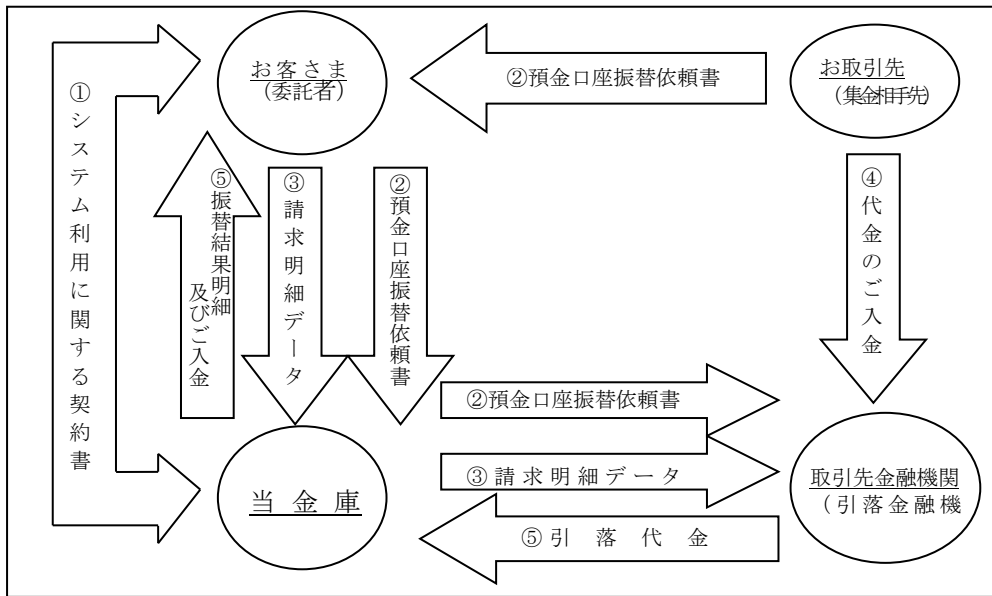 お客さま
(委託者)
②預金口座振替依頼書
お取引先
(集金相手先)
①システム利用に関する契約書
⑤振替結果明細
及びご入金
③請求明細データ
②預金口座振替依頼書
④代金のご入金
②預金口座振替依頼書
③請求明細データ
⑤引落代金
当金庫
取引先金融機関
(引落金融機